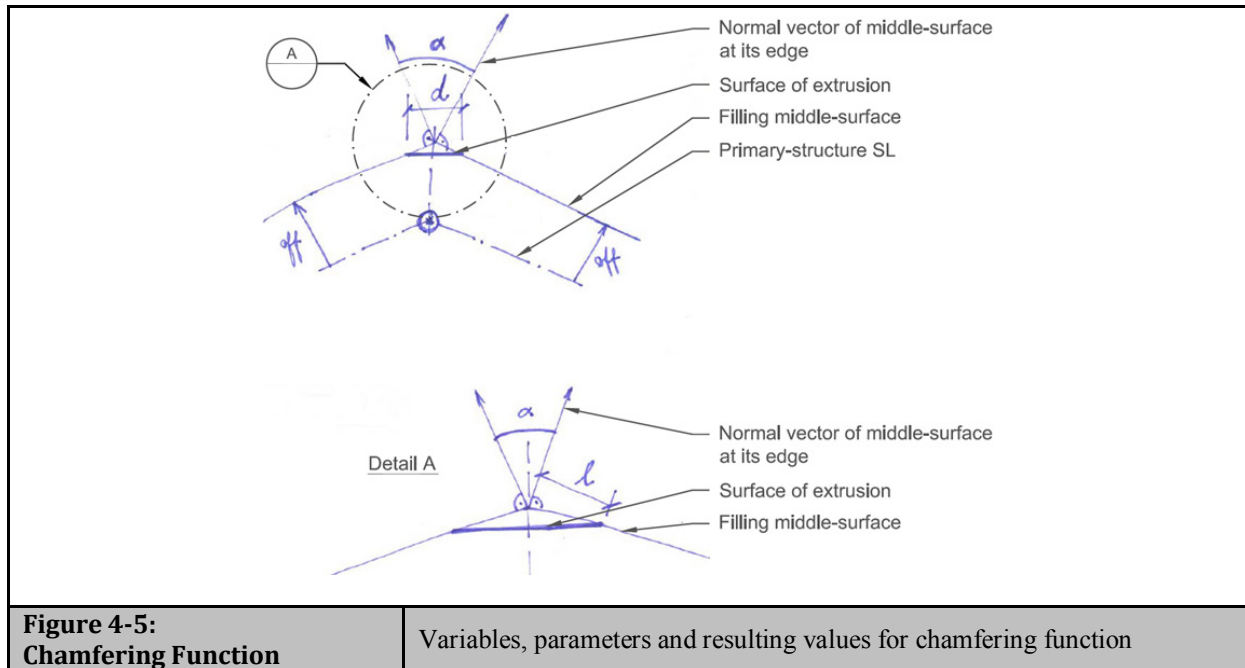 Normal vector of middle-surface
at its edge
A
α
Surface of extrusion
d
Filling middle-surface
Primary-structure SL
off
off
α
Normal vector of middle-surface
at its edge
Detail A
l
Surface of extrusion
Filling middle-surface
Figure 4-5:
Chamfering Function
Variables, parameters and resulting values for chamfering function